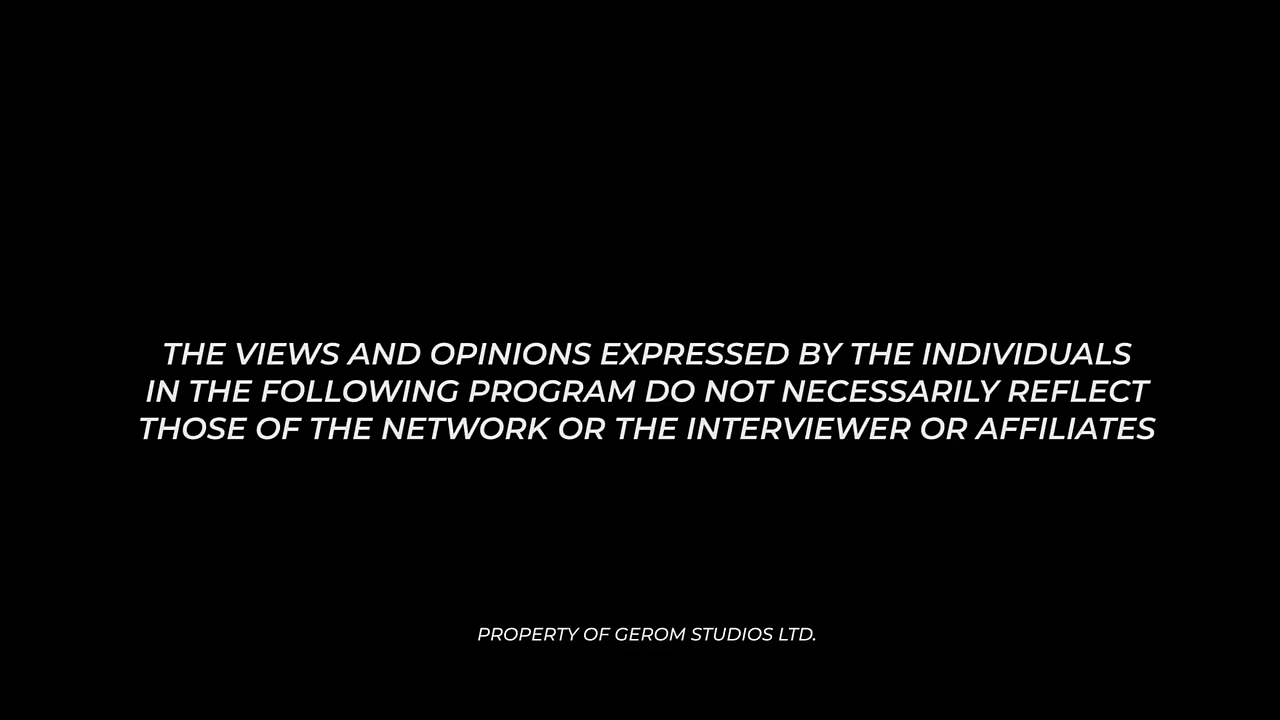 THE VIEWS AND OPINIONS EXPRESSED BY THE INDIVIDUALS
IN THE FOLLOWING PROGRAM DO NOT NECESSARILY REFLECT
THOSE OF THE NETWORK OR THE INTERVIEWER OR AFFILIATES
PROPERTY OF GEROM STUDIOS LTD.